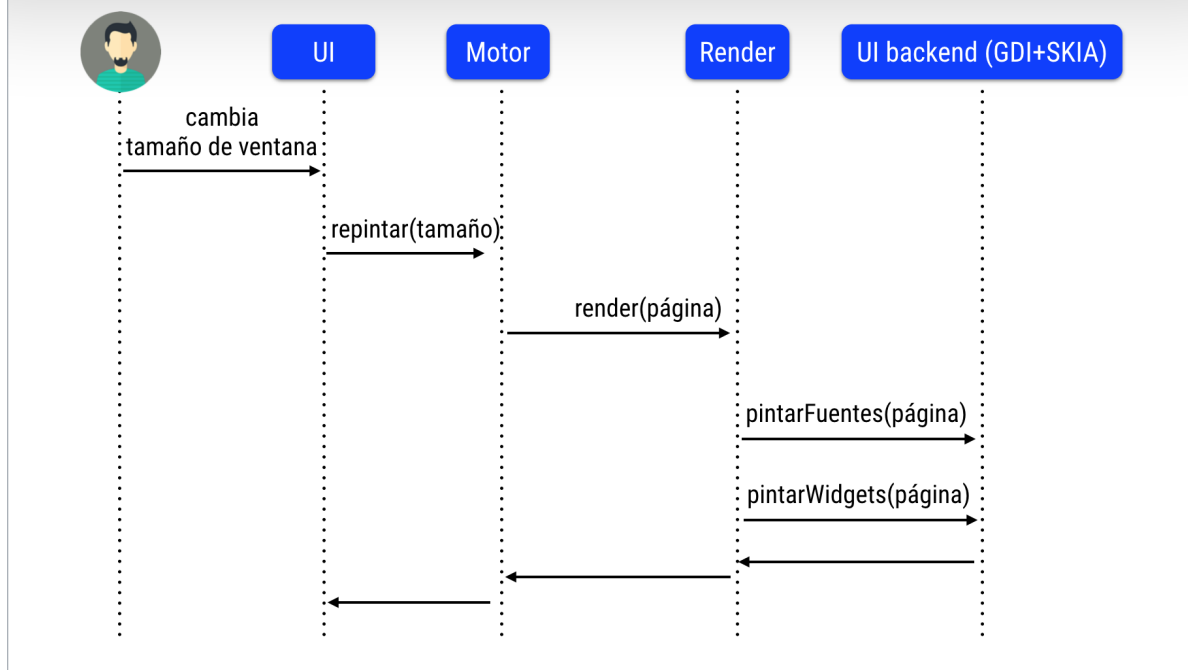 UI
Motor
Render
UI backend (GDI+SKIA)
cambia
tamaño de ventana
repintar(tamaño)
render(página)
pintarFuentes(página)
pintarWidgets(página)